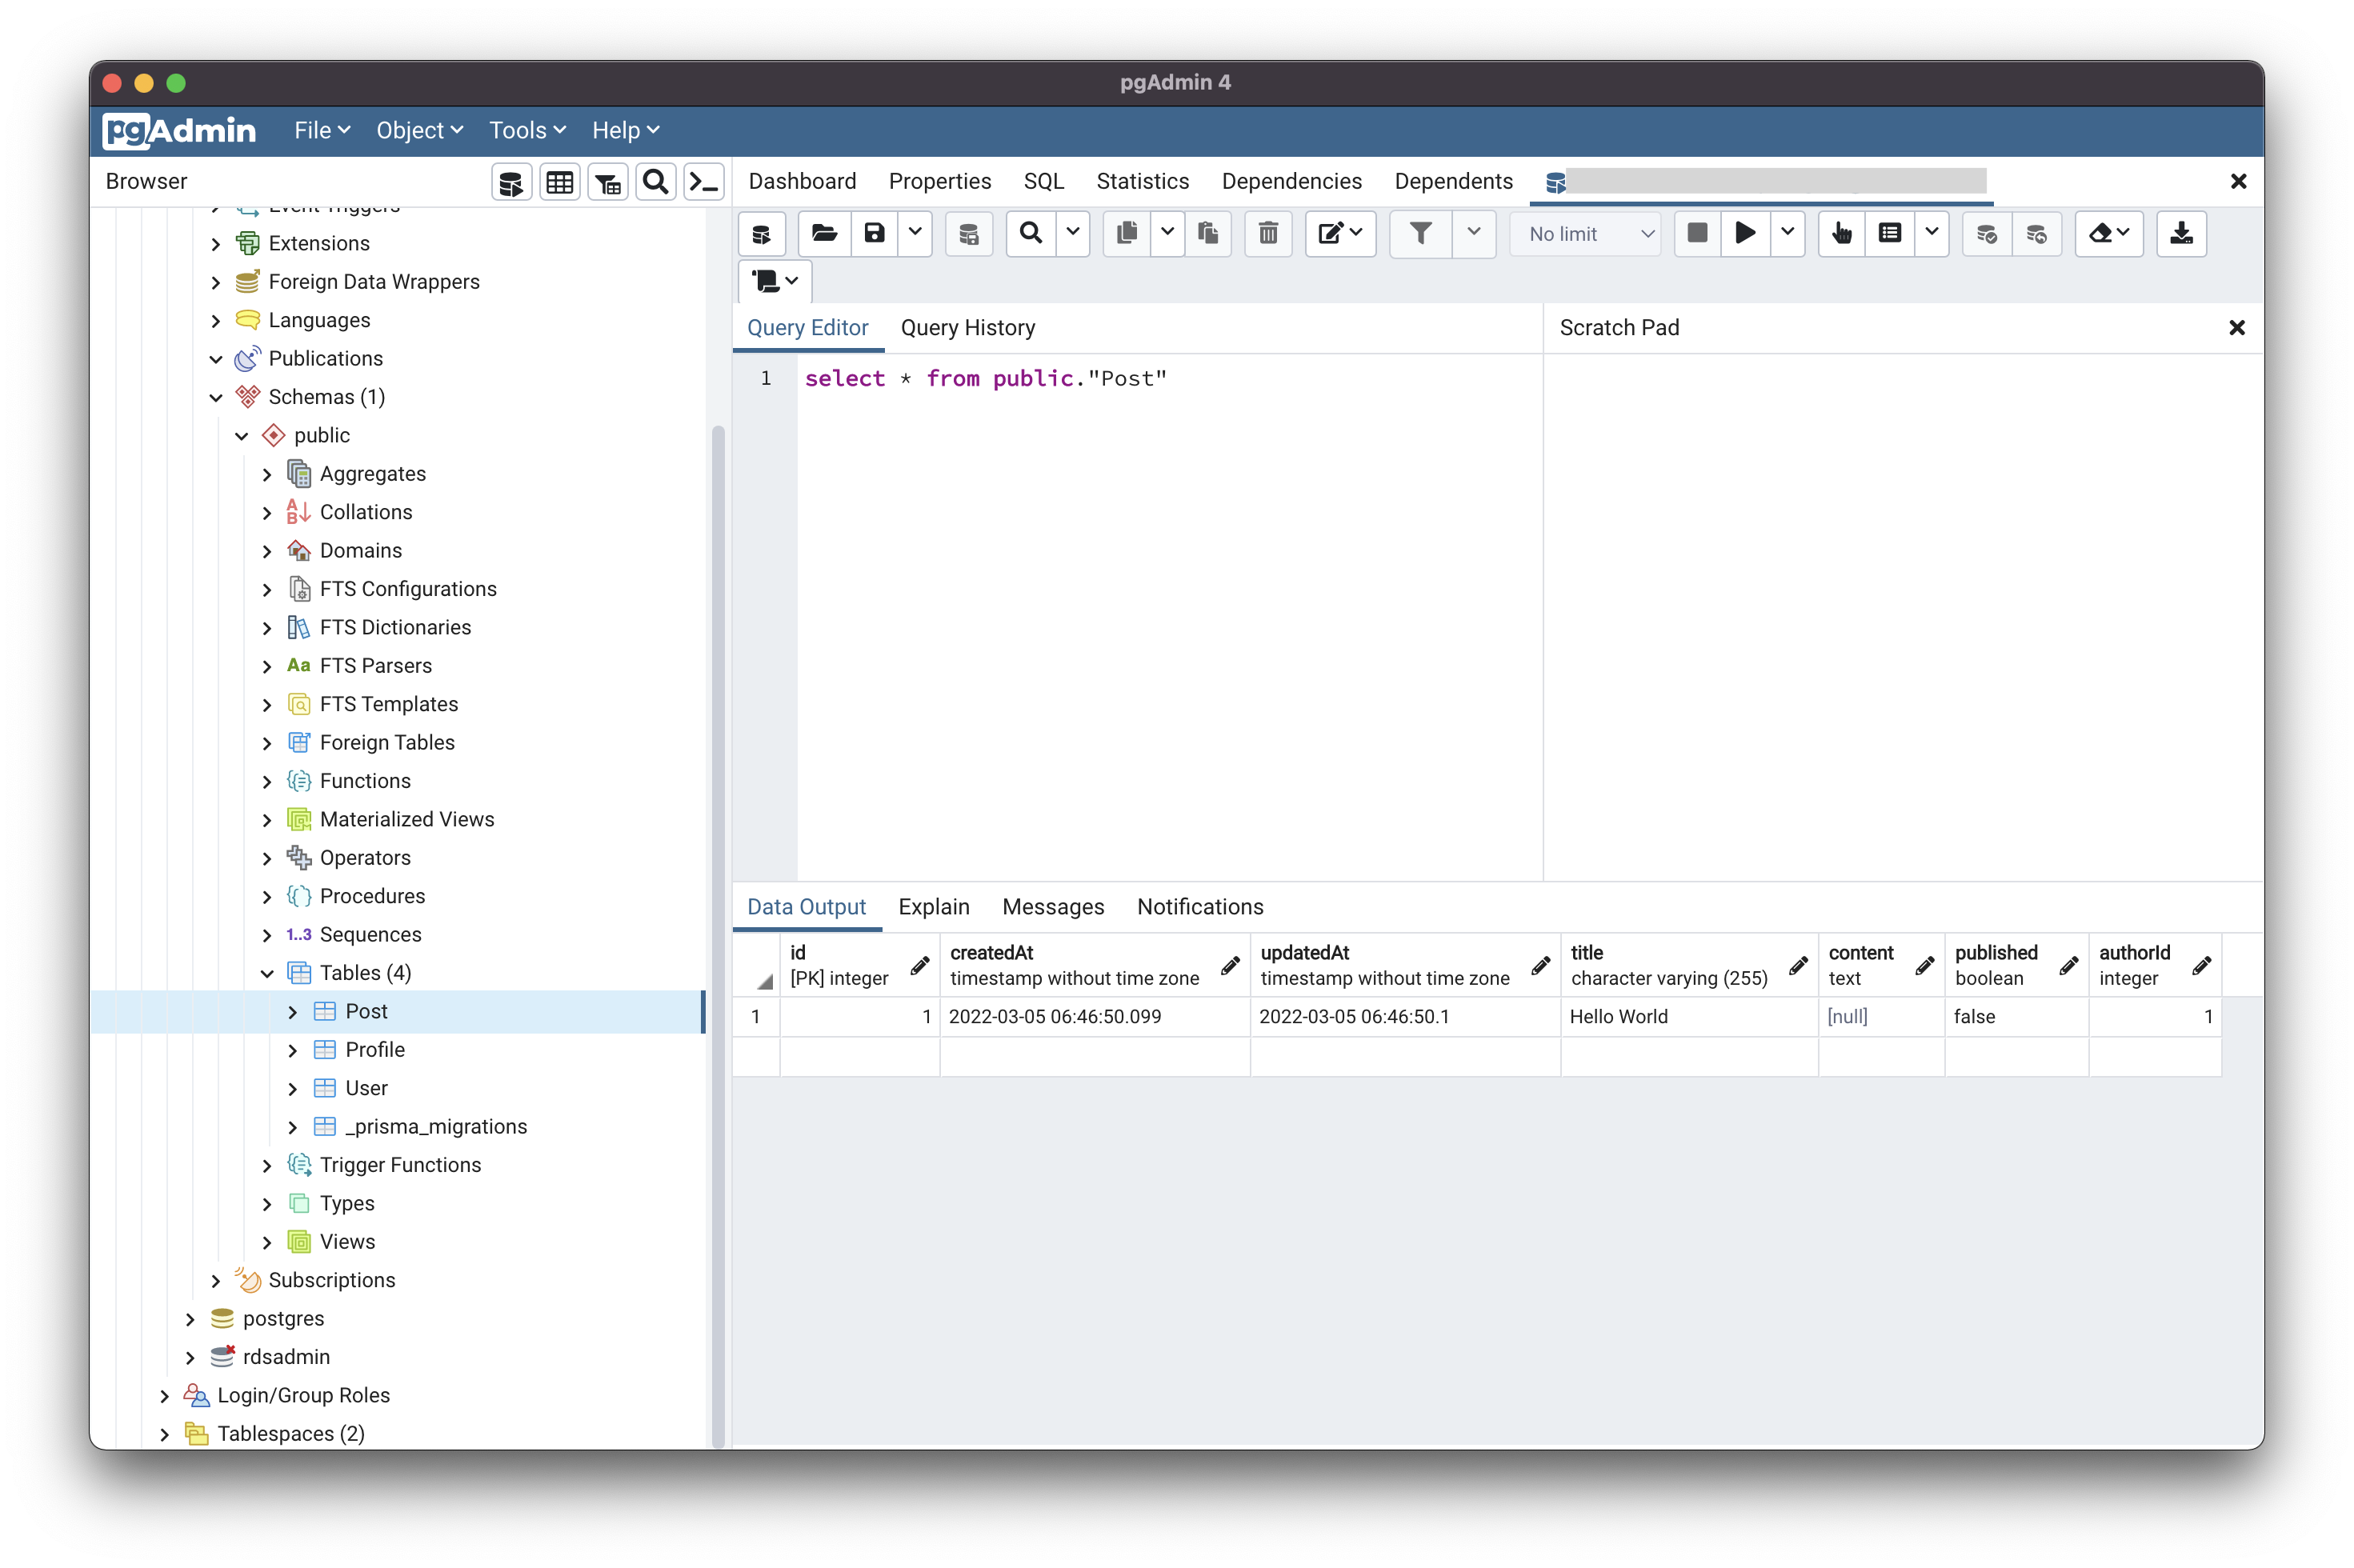 pgAdmin 4
pgAdmin File Object Tools Help
Browser
Dashboard Properties SQL Statistics Dependencies Dependents
No limit
Event Triggers
Extensions
Foreign Data Wrappers
Languages
Publications
Schemas (1)
public
Aggregates
Collations
Domains
FTS Configurations
FTS Dictionaries
Aa FTS Parsers
FTS Templates
Foreign Tables
Functions
Materialized Views
Operators
Procedures
1..3 Sequences
Tables (4)
Post
Profile
User
_prisma_migrations
Trigger Functions
Types
Views
Subscriptions
postgres
rdsadmin
Login/Group Roles
Tablespaces (2)
Query Editor Query History
Scratch Pad
1 select * from public."Post"
Data Output Explain Messages Notifications
id createdAt updatedAt title content published authorId
[PK] integer timestamp without time zone timestamp without time zone character varying (255) text boolean integer
1 1 2022-03-05 06:46:50.099 2022-03-05 06:46:50.1 Hello World [null] false 1